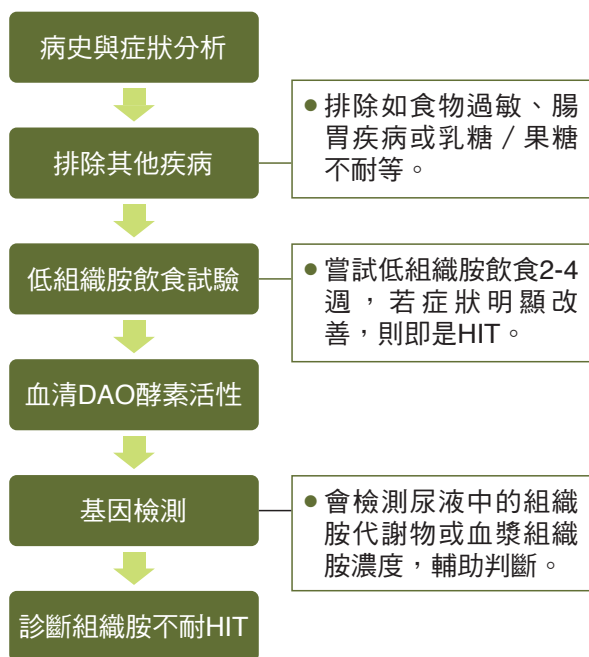 病史與症狀分析
排除其他疾病
● 排除如食物過敏、腸
胃疾病或乳糖／果糖
不耐等。
低組織胺飲食試驗
● 嘗試低組織胺飲食2-4
週，若症狀明顯改
善，則即是HIT。
血清DAO酵素活性
基因檢測
● 會檢測尿液中的組織
胺代謝物或血漿組織
胺濃度，輔助判斷。
診斷組織胺不耐HIT